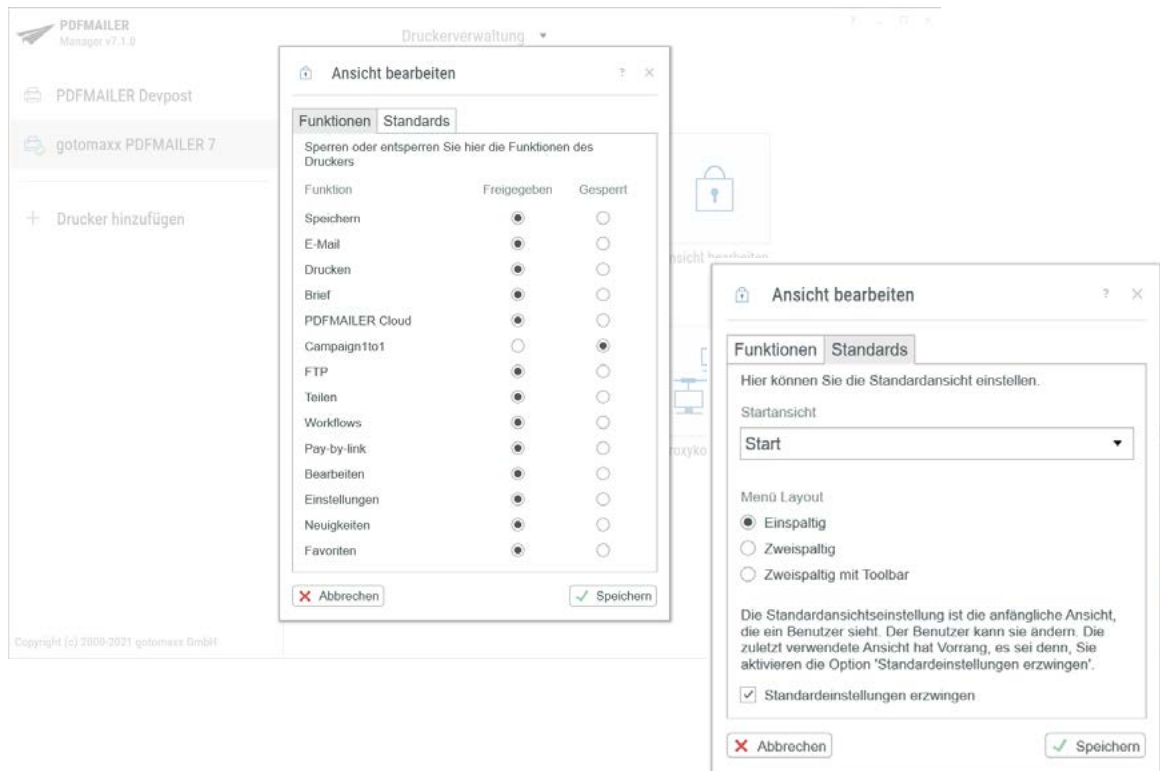 PDFMAILER
Manager v7.1.0
Druckerverwaltung
PDFMAILER Devpost
gotomaxx PDFMAILER 7
Drucker hinzufügen
Copyright (c) 2000-2021 gotomaxx GmbH
Ansicht bearbeiten
Funktionen Standards
Sperren oder entsperren Sie hier die Funktionen des
Druckers
Funktion Freigegeben Gesperrt
Speichern
E-Mail
Drucken
Brief
PDFMAILER Cloud
Campaign1to1
FTP
Teilen
Workflows
Pay-by-link
Bearbeiten
Einstellungen
Neuigkeiten
Favoriten
Abbrechen Speichern
nsicht bearbeiten
roxyko
Ansicht bearbeiten
Funktionen Standards
Hier können Sie die Standardansicht einstellen.
Startansicht
Start
Menü Layout
Einspaltig
Zweispaltig
Zweispaltig mit Toolbar
Die Standardansichtseinstellung ist die anfängliche Ansicht,
die ein Benutzer sieht. Der Benutzer kann sie ändern. Die
zuletzt verwendete Ansicht hat Vorrang, es sei denn, Sie
aktivieren die Option 'Standardeinstellungen erzwingen'.
Standardeinstellungen erzwingen
Abbrechen Speichern